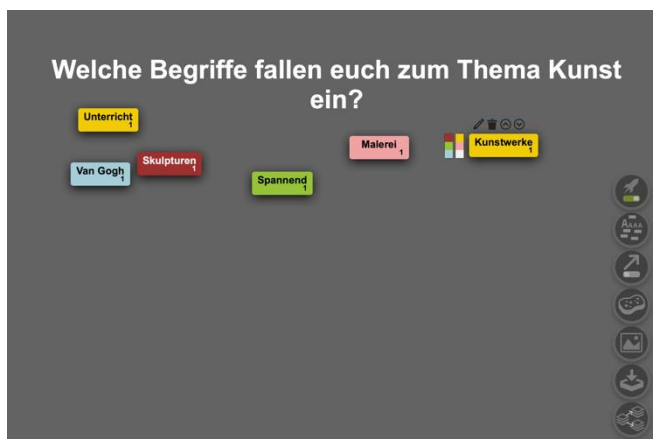 Welche Begriffe fallen euch zum Thema Kunst
ein?
Unterricht
1
Van Gogh
1
Skulpturen
1
Spannend
1
Malerei
1
Kunstwerke
1
AAAA